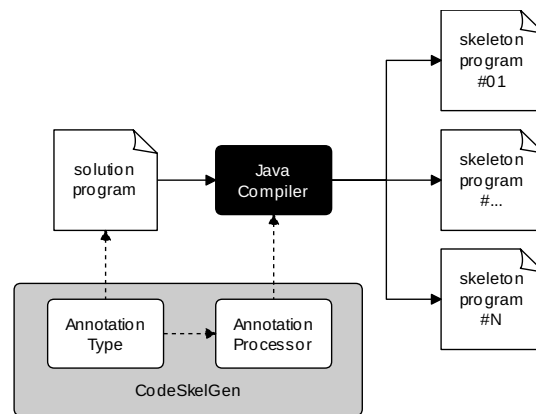 skeleton
program
#01
solution
program
Java
Compiler
skeleton
program
#...
skeleton
program
#N
Annotation
Type
Annotation
Processor
CodeSkelGen